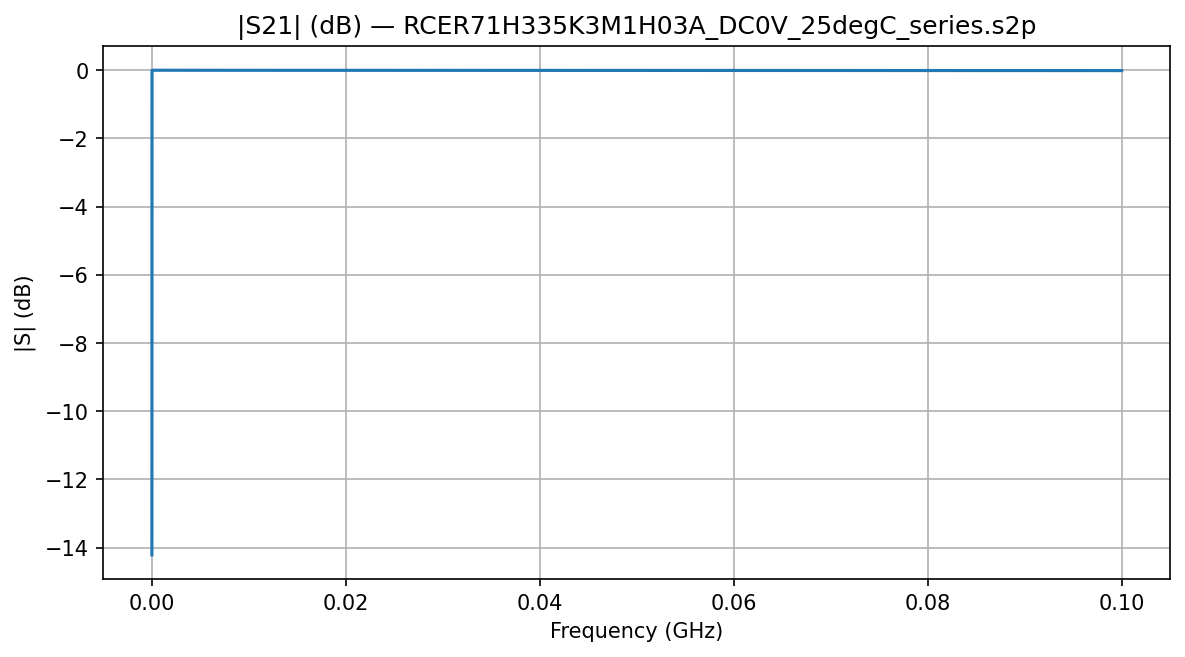 |S21| (dB) — RCER71H335K3M1H03A_DC0V_25degC_series.s2p
|S| (dB)
0
−2
−4
−6
−8
−10
−12
−14
0.00 0.02 0.04 0.06 0.08 0.10
Frequency (GHz)